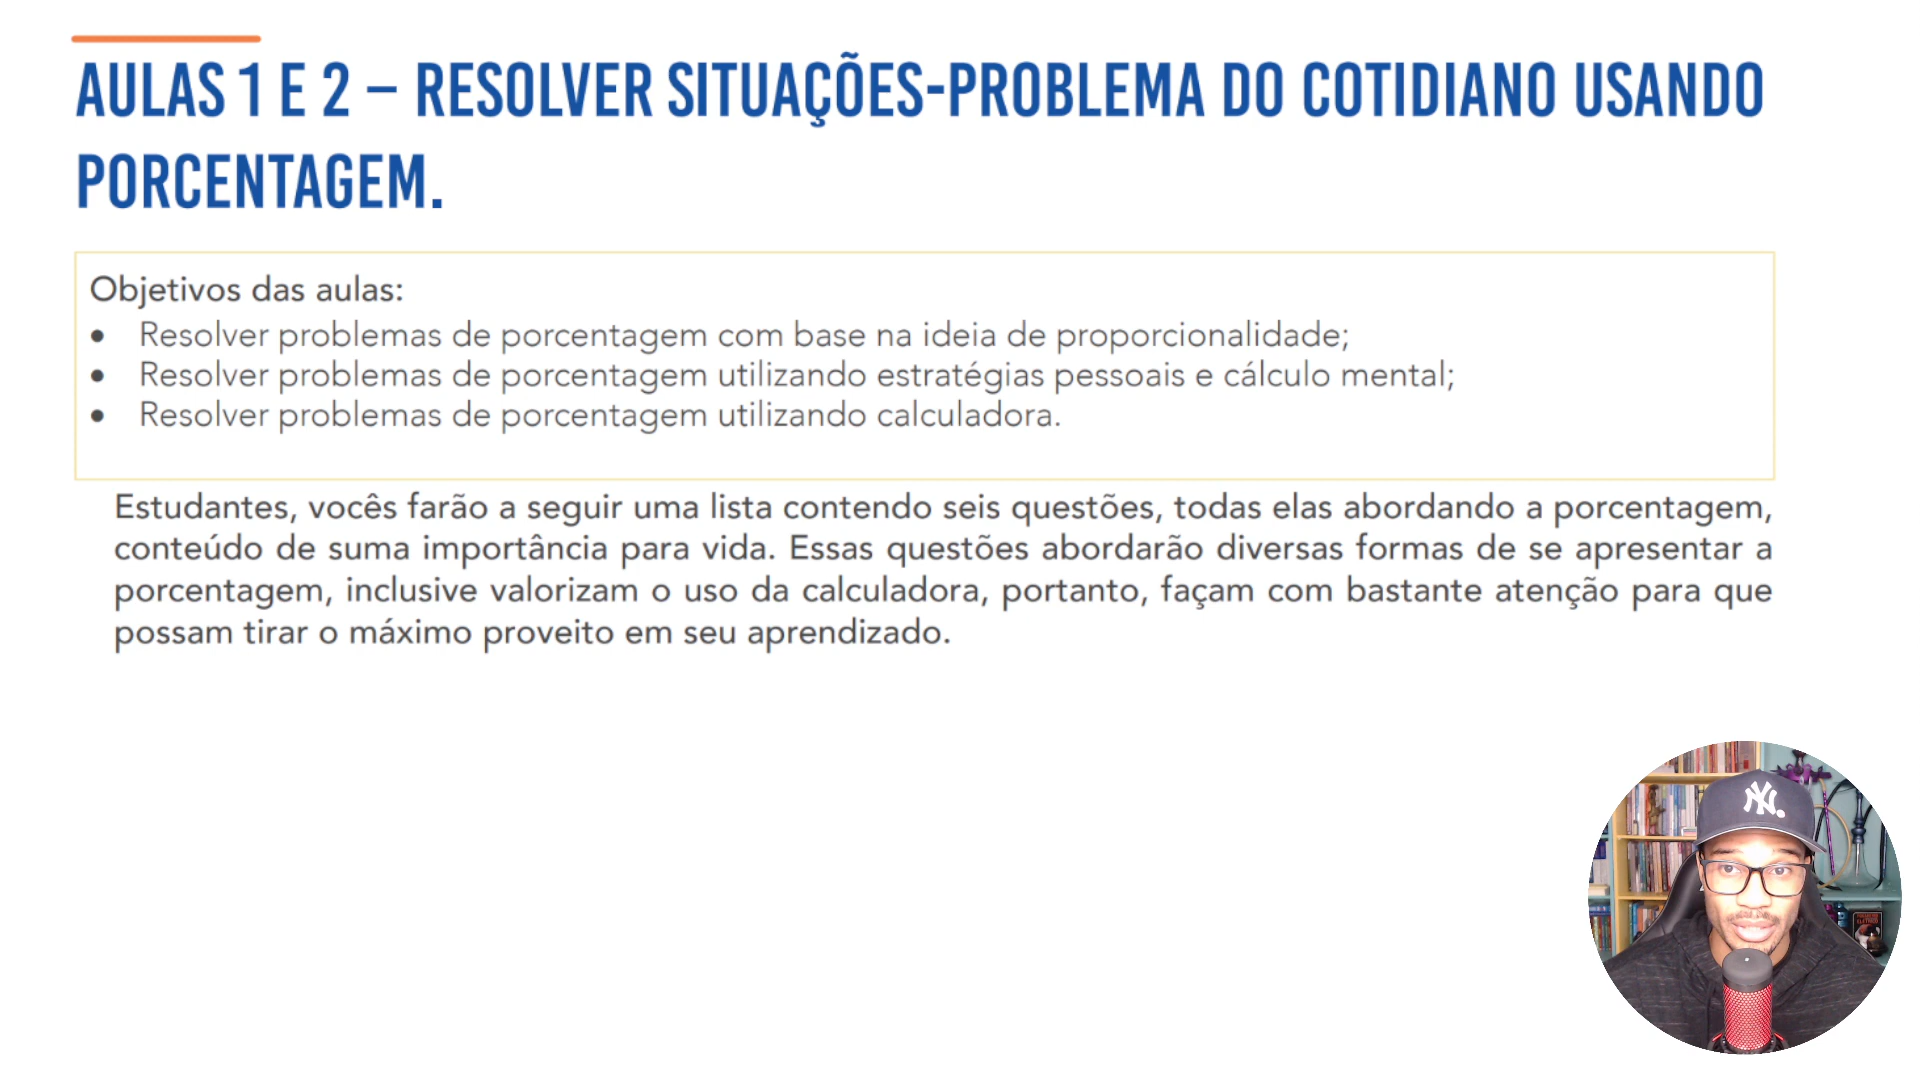 AULAS 1 E 2 – RESOLVER SITUAÇÕES-PROBLEMA DO COTIDIANO USANDO
PORCENTAGEM.
Objetivos das aulas:
• Resolver problemas de porcentagem com base na ideia de proporcionalidade;
• Resolver problemas de porcentagem utilizando estratégias pessoais e cálculo mental;
• Resolver problemas de porcentagem utilizando calculadora.
Estudantes, vocês farão a seguir uma lista contendo seis questões, todas elas abordando a porcentagem,
conteúdo de suma importância para vida. Essas questões abordarão diversas formas de se apresentar a
porcentagem, inclusive valorizam o uso da calculadora, portanto, façam com bastante atenção para que
possam tirar o máximo proveito em seu aprendizado.
NY